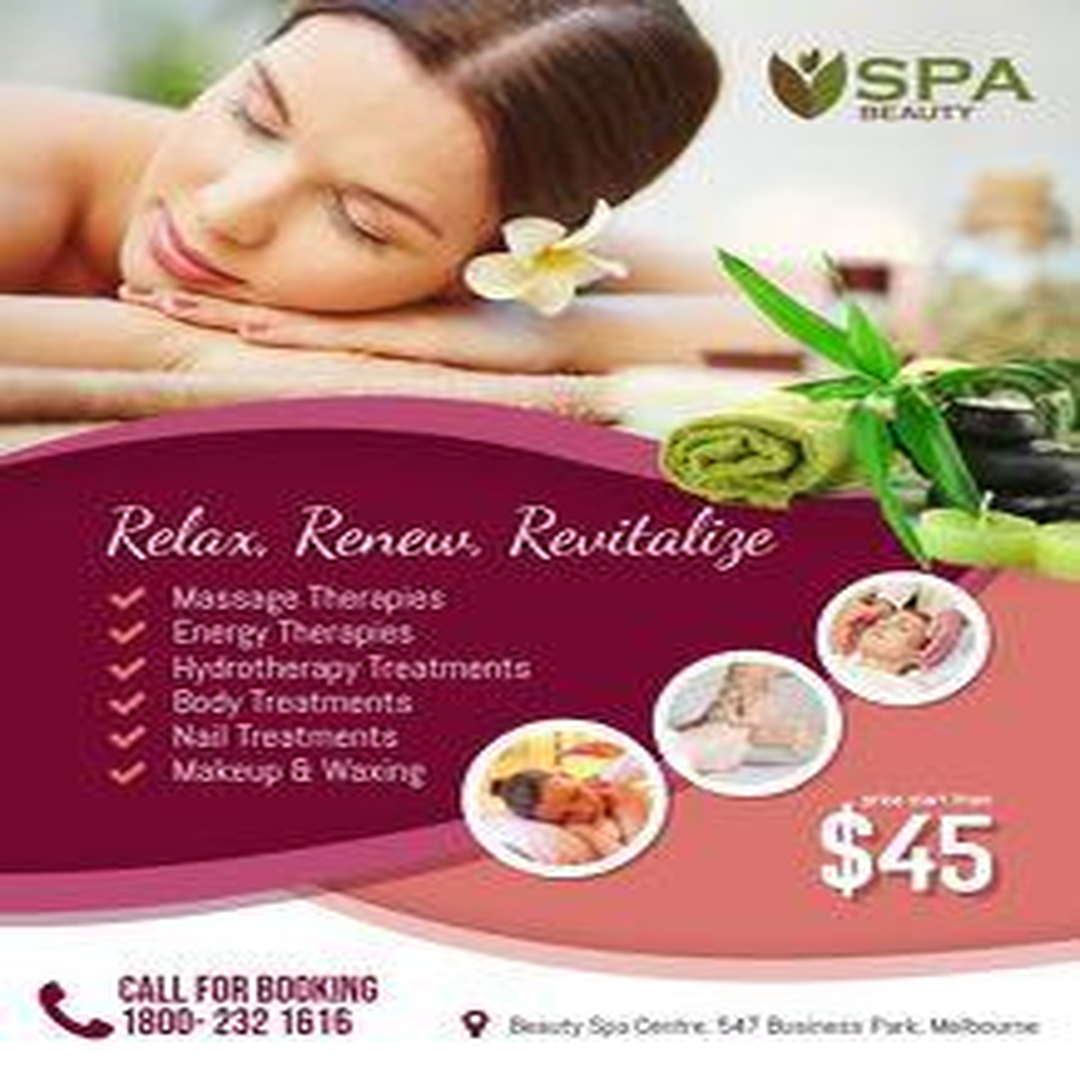 SPA
BEAUTY
Relax, Renew, Revitalize
Massage Therapies
Energy Therapies
Hydrotherapy Treatments
Body Treatments
Nail Treatments
Makeup & Waxing
$45
CALL FOR BOOKING
1800- 232 1616
Beauty Spa Centre, 547 Business Park, Melbourne